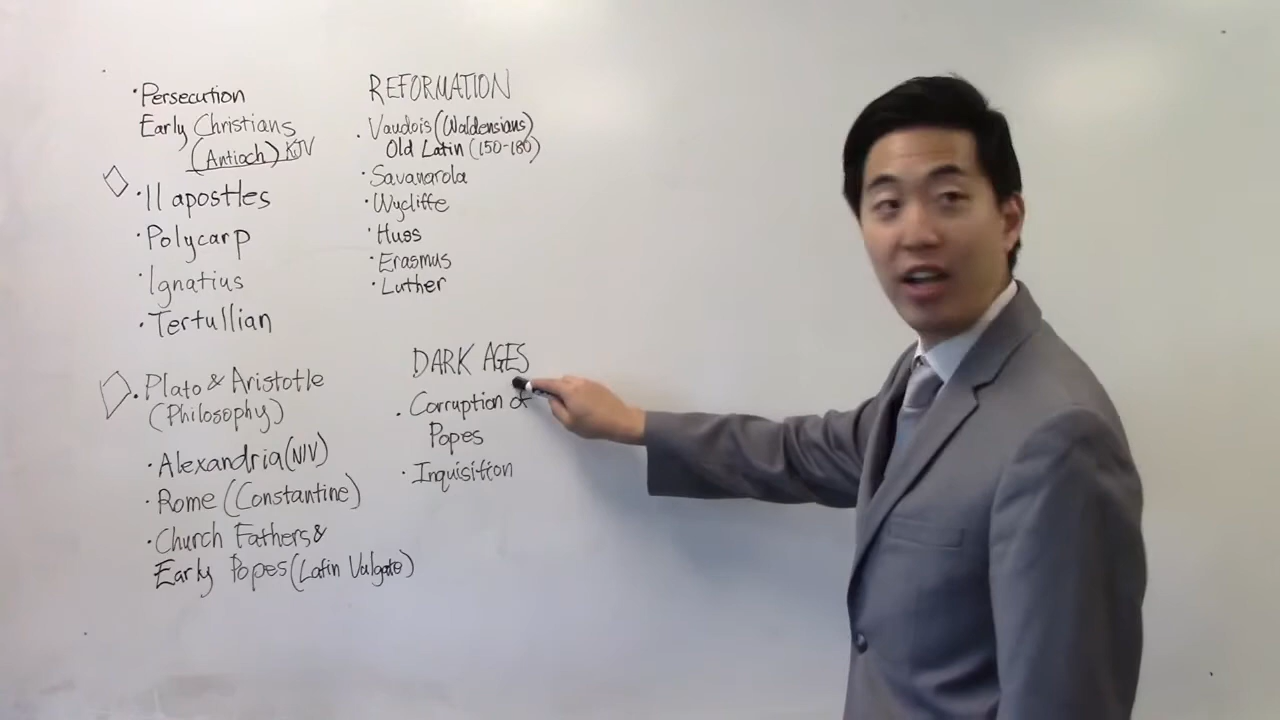 · Persecution
Early Christians
(Antioch) KJV
· 11 apostles
· Polycarp
· Ignatius
· Tertullian
· Plato & Aristotle
(Philosophy)
· Alexandria (NIV)
· Rome (Constantine)
· Church Fathers &
Early Popes (Latin Vulgate)
REFORMATION
· Vaudois (Waldensians)
Old Latin (150-180)
· Savanarola
· Wycliffe
· Huss
· Erasmus
· Luther
DARK AGES
· Corruption of
Popes
· Inquisition